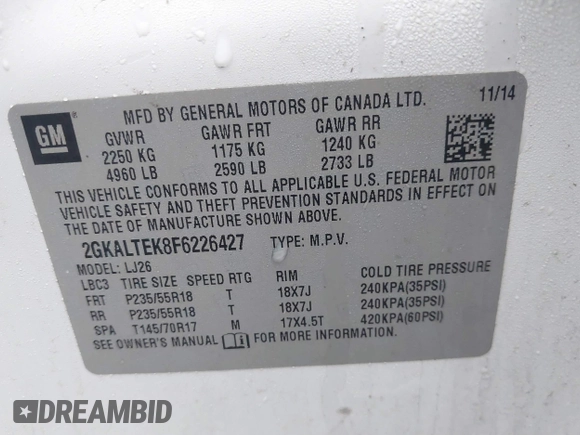 MFD BY GENERAL MOTORS OF CANADA LTD. 11/14
GM
GVWR GAWR FRT GAWR RR
2250 KG 1175 KG 1240 KG
4960 LB 2590 LB 2733 LB
THIS VEHICLE CONFORMS TO ALL APPLICABLE U.S. FEDERAL MOTOR
VEHICLE SAFETY AND THEFT PREVENTION STANDARDS IN EFFECT ON
THE DATE OF MANUFACTURE SHOWN ABOVE.
2GKALTEK8F6226427 TYPE: M.P.V.
MODEL: LJ26
LBC3 TIRE SIZE SPEED RTG RIM COLD TIRE PRESSURE
FRT P235/55R18 T 18X7J 240KPA(35PSI)
RR P235/55R18 T 18X7J 240KPA(35PSI)
SPA T145/70R17 M 17X4.5T 420KPA(60PSI)
SEE OWNER'S MANUAL FOR MORE INFORMATION.
DREAMBID